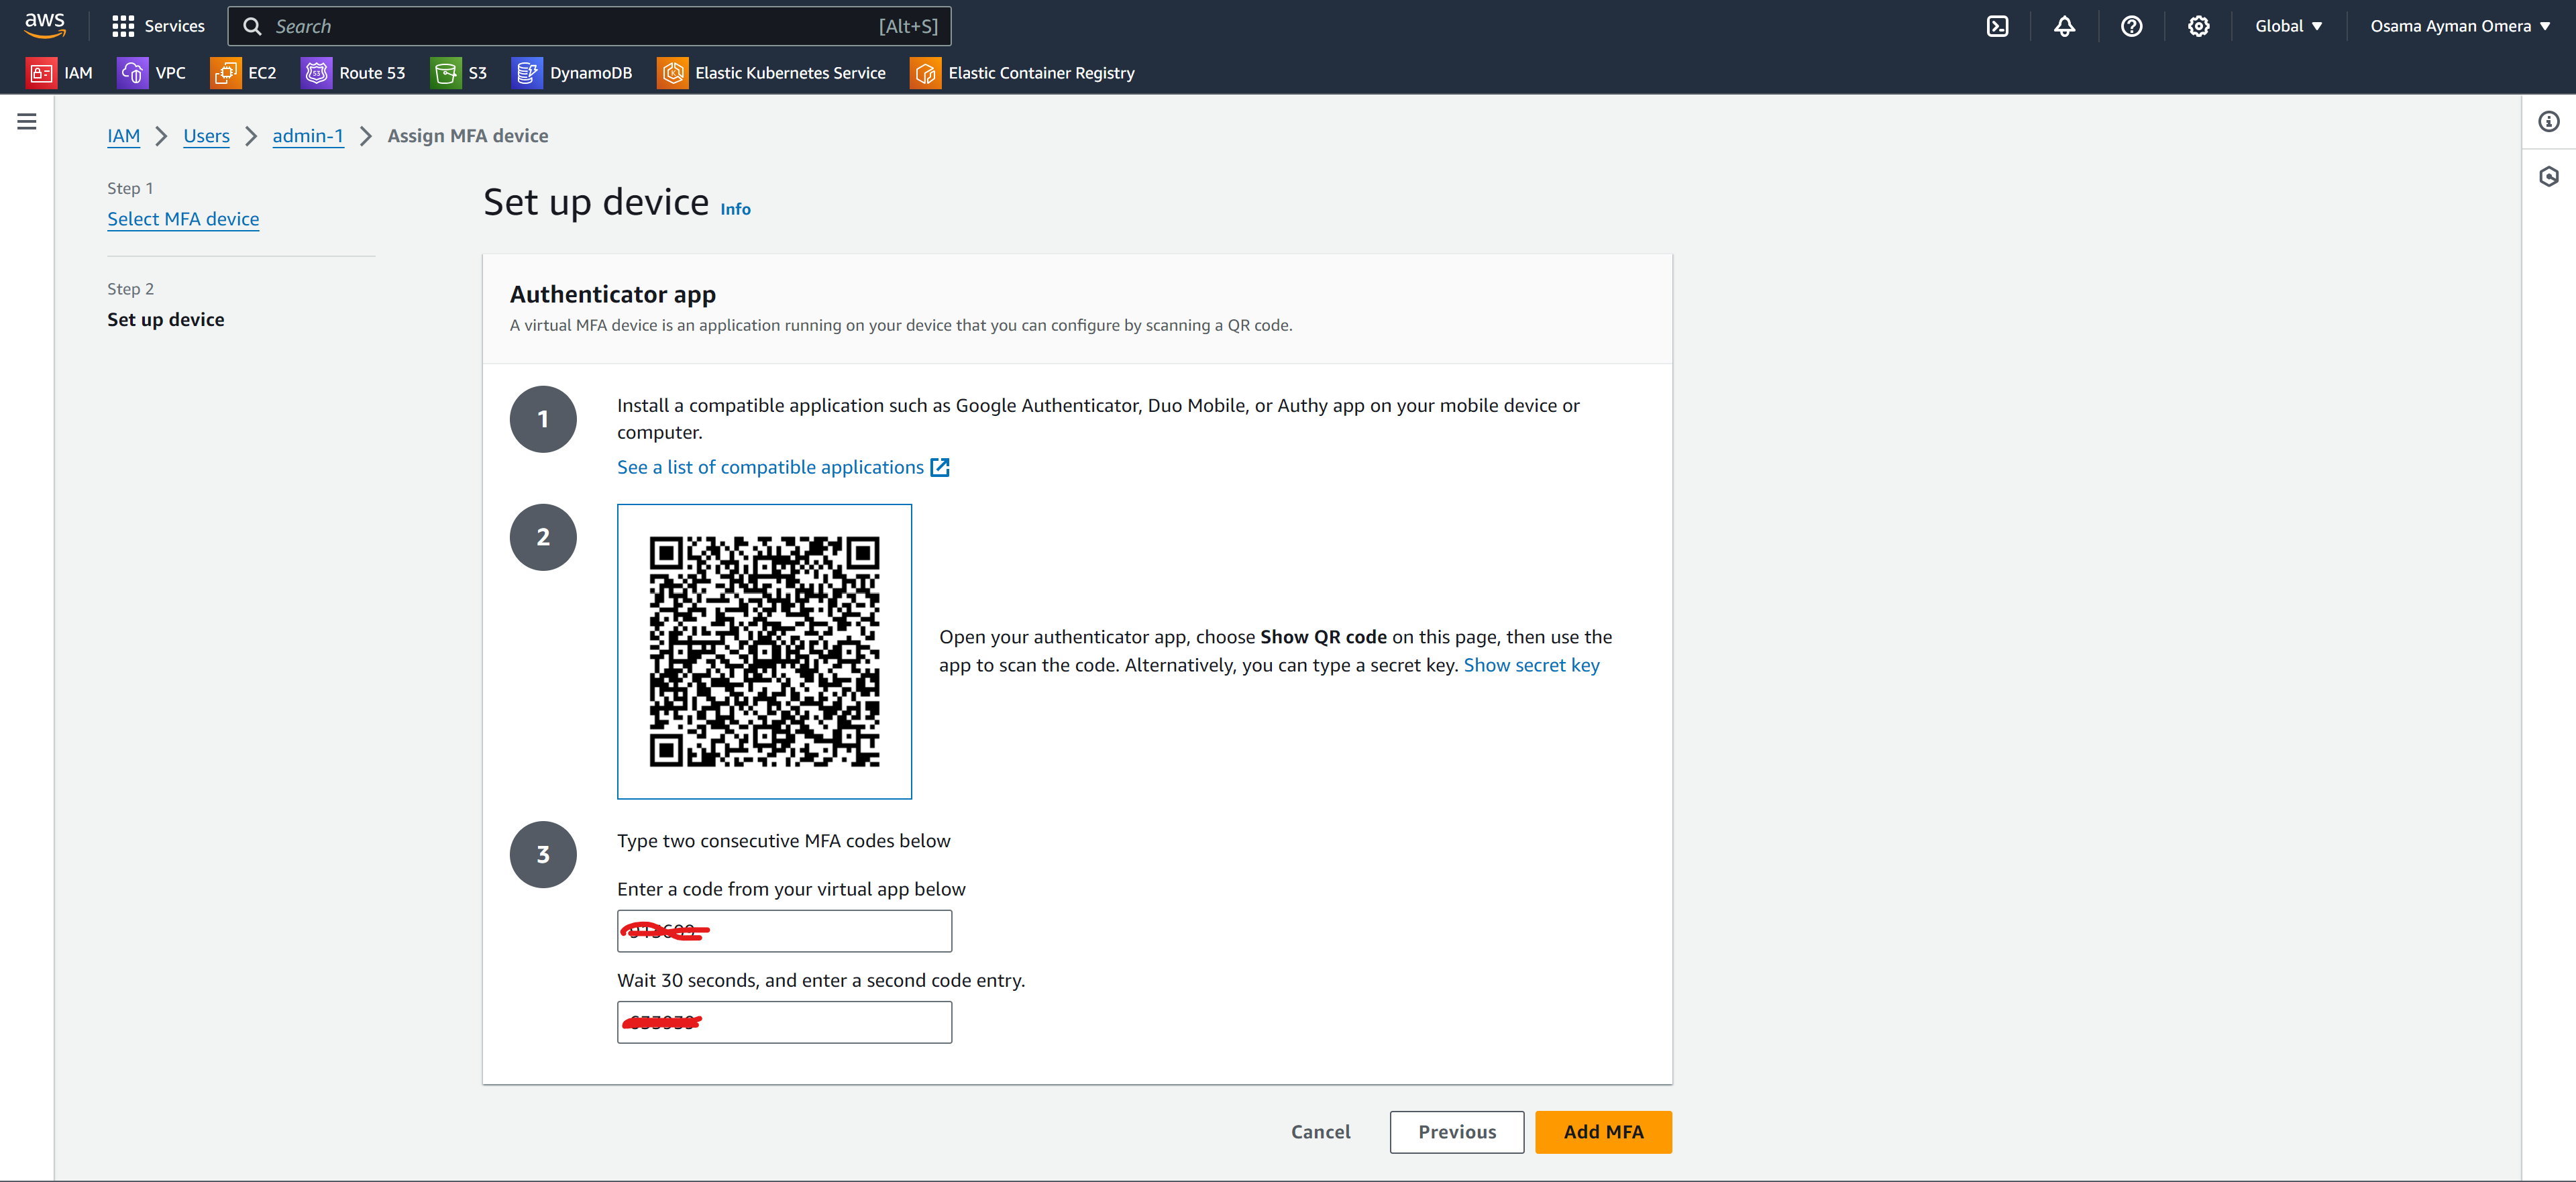 aws
Services
Search
[Alt+S]
Global
Osama Ayman Omera
IAM
VPC
EC2
Route 53
S3
DynamoDB
Elastic Kubernetes Service
Elastic Container Registry
IAM
Users
admin-1
Assign MFA device
Step 1
Select MFA device
Step 2
Set up device
Set up device
Info
Authenticator app
A virtual MFA device is an application running on your device that you can configure by scanning a QR code.
1
Install a compatible application such as Google Authenticator, Duo Mobile, or Authy app on your mobile device or
computer.
See a list of compatible applications
2
Open your authenticator app, choose Show QR code on this page, then use the
app to scan the code. Alternatively, you can type a secret key. Show secret key
3
Type two consecutive MFA codes below
Enter a code from your virtual app below
Wait 30 seconds, and enter a second code entry.
Cancel
Previous
Add MFA